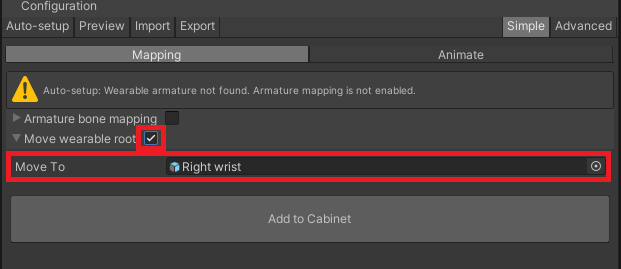 Configuration
Auto-setup Preview Import Export Simple Advanced
Mapping Animate
Auto-setup: Wearable armature not found. Armature mapping is not enabled.
Armature bone mapping
Move wearable root
Move To Right wrist
Add to Cabinet